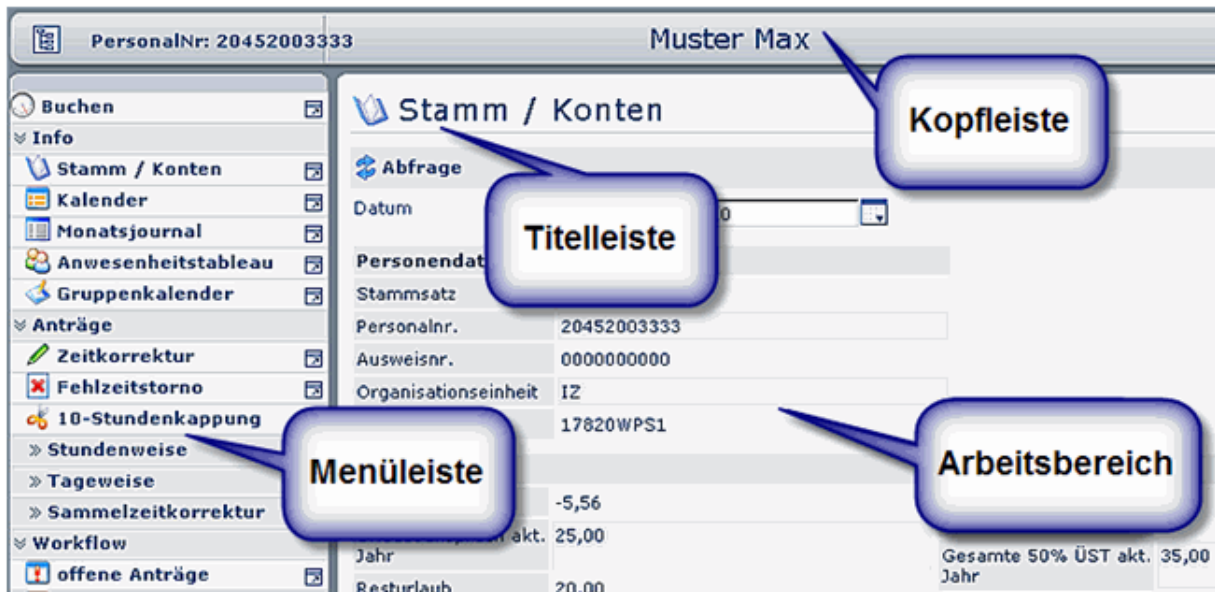 PersonalNr: 20452003333
Muster Max
Kopfleiste
Buchen
Info
Stamm / Konten
Kalender
Monatsjournal
Anwesenheitstableau
Gruppenkalender
Anträge
Zeitkorrektur
Fehlzeitstorno
10-Stundenkappung
Stundenweise
Tageweise
Sammelzeitkorrektur
Workflow
offene Anträge
Menüleiste
Stamm / Konten
Titelleiste
Abfrage
Datum
0
Stammsatz
Personalnr. 20452003333
Ausweisnr. 0000000000
Organisationseinheit IZ
17820WPS1
Arbeitsbereich
-5,56
akt. 25,00
Jahr
Gesamte 50% ÜST akt. 35,00
Jahr
Resturlaub 20,00